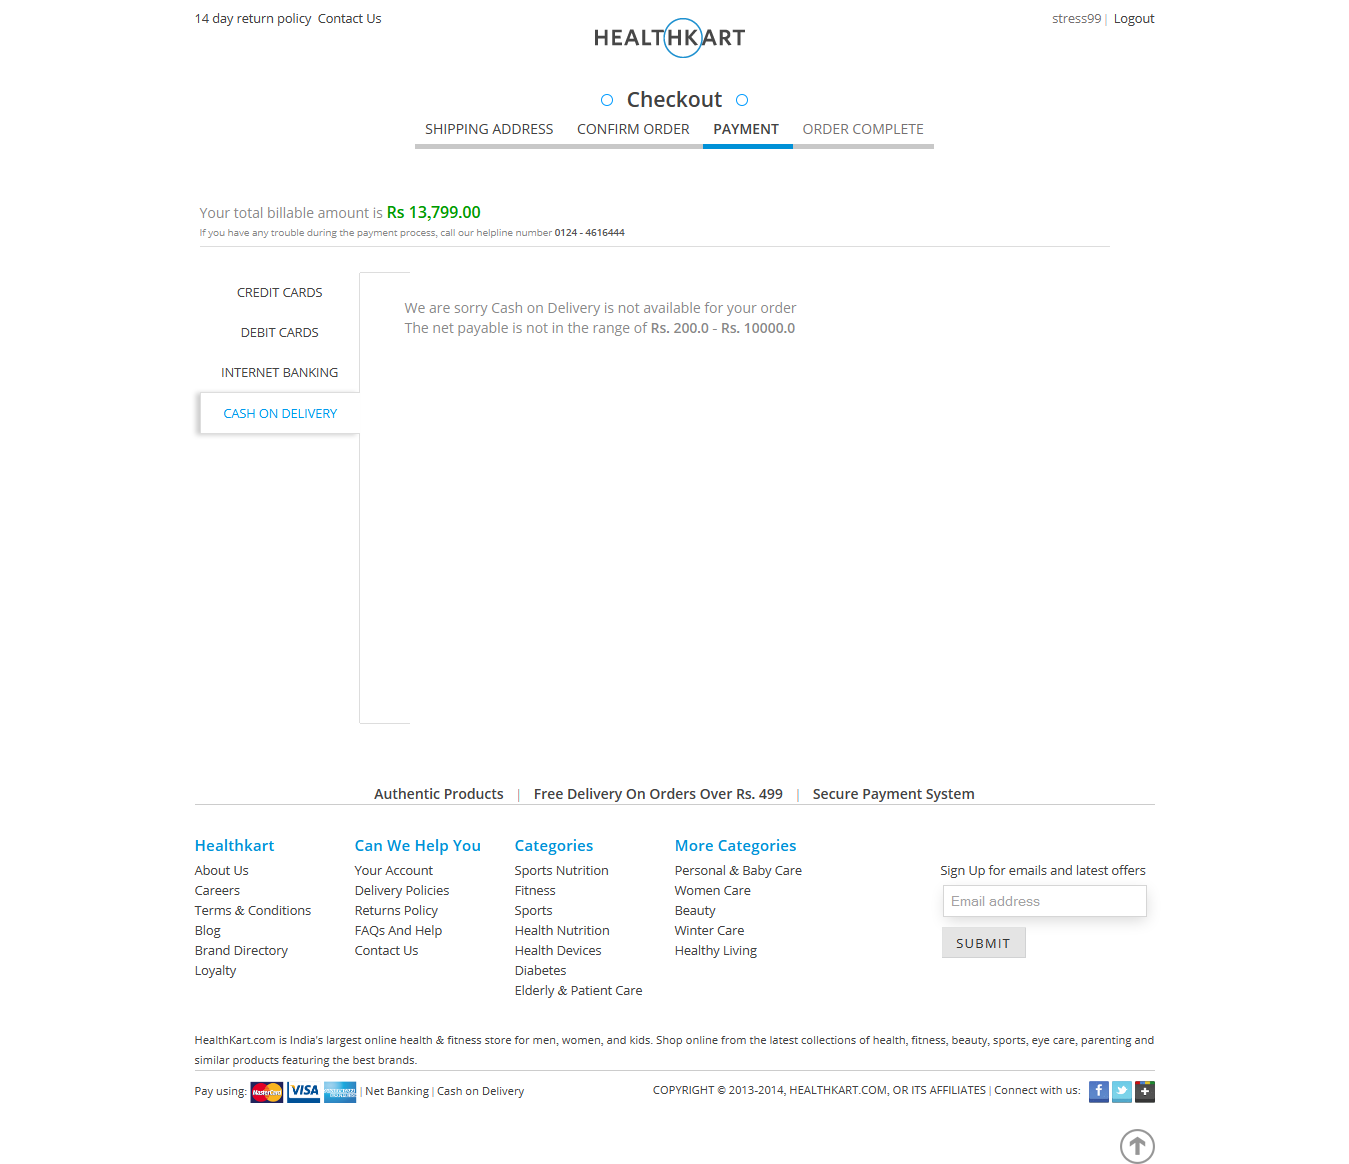 14 day return policy Contact Us
stress99 | Logout
HEALTHKART
Checkout
SHIPPING ADDRESS CONFIRM ORDER PAYMENT ORDER COMPLETE
Your total billable amount is Rs 13,799.00
If you have any trouble during the payment process, call our helpline number 0124 - 4616444
CREDIT CARDS
DEBIT CARDS
INTERNET BANKING
CASH ON DELIVERY
We are sorry Cash on Delivery is not available for your order
The net payable is not in the range of Rs. 200.0 - Rs. 10000.0
Authentic Products | Free Delivery On Orders Over Rs. 499 | Secure Payment System
Healthkart
About Us
Careers
Terms & Conditions
Blog
Brand Directory
Loyalty
Can We Help You
Your Account
Delivery Policies
Returns Policy
FAQs And Help
Contact Us
Categories
Sports Nutrition
Fitness
Sports
Health Nutrition
Health Devices
Diabetes
Elderly & Patient Care
More Categories
Personal & Baby Care
Women Care
Beauty
Winter Care
Healthy Living
Sign Up for emails and latest offers
Email address
SUBMIT
HealthKart.com is India's largest online health & fitness store for men, women, and kids. Shop online from the latest collections of health, fitness, beauty, sports, eye care, parenting and
similar products featuring the best brands.
Pay using: MasterCard VISA AMERICAN EXPRESS | Net Banking | Cash on Delivery
COPYRIGHT © 2013-2014, HEALTHKART.COM, OR ITS AFFILIATES | Connect with us: f +